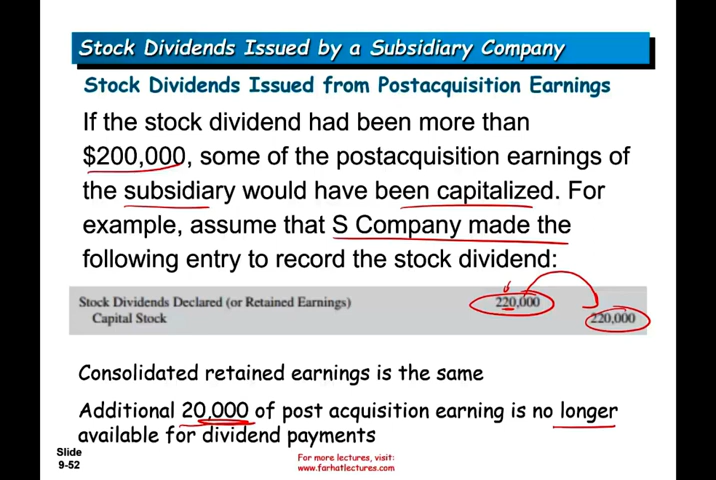 Stock Dividends Issued by a Subsidiary Company
Stock Dividends Issued from Postacquisition Earnings
If the stock dividend had been more than
$200,000, some of the postacquisition earnings of
the subsidiary would have been capitalized. For
example, assume that S Company made the
following entry to record the stock dividend:
Stock Dividends Declared (or Retained Earnings) 220,000
Capital Stock 220,000
Consolidated retained earnings is the same
Additional 20,000 of post acquisition earning is no longer
available for dividend payments
Slide
9-52
For more lectures, visit:
www.farhatlectures.com